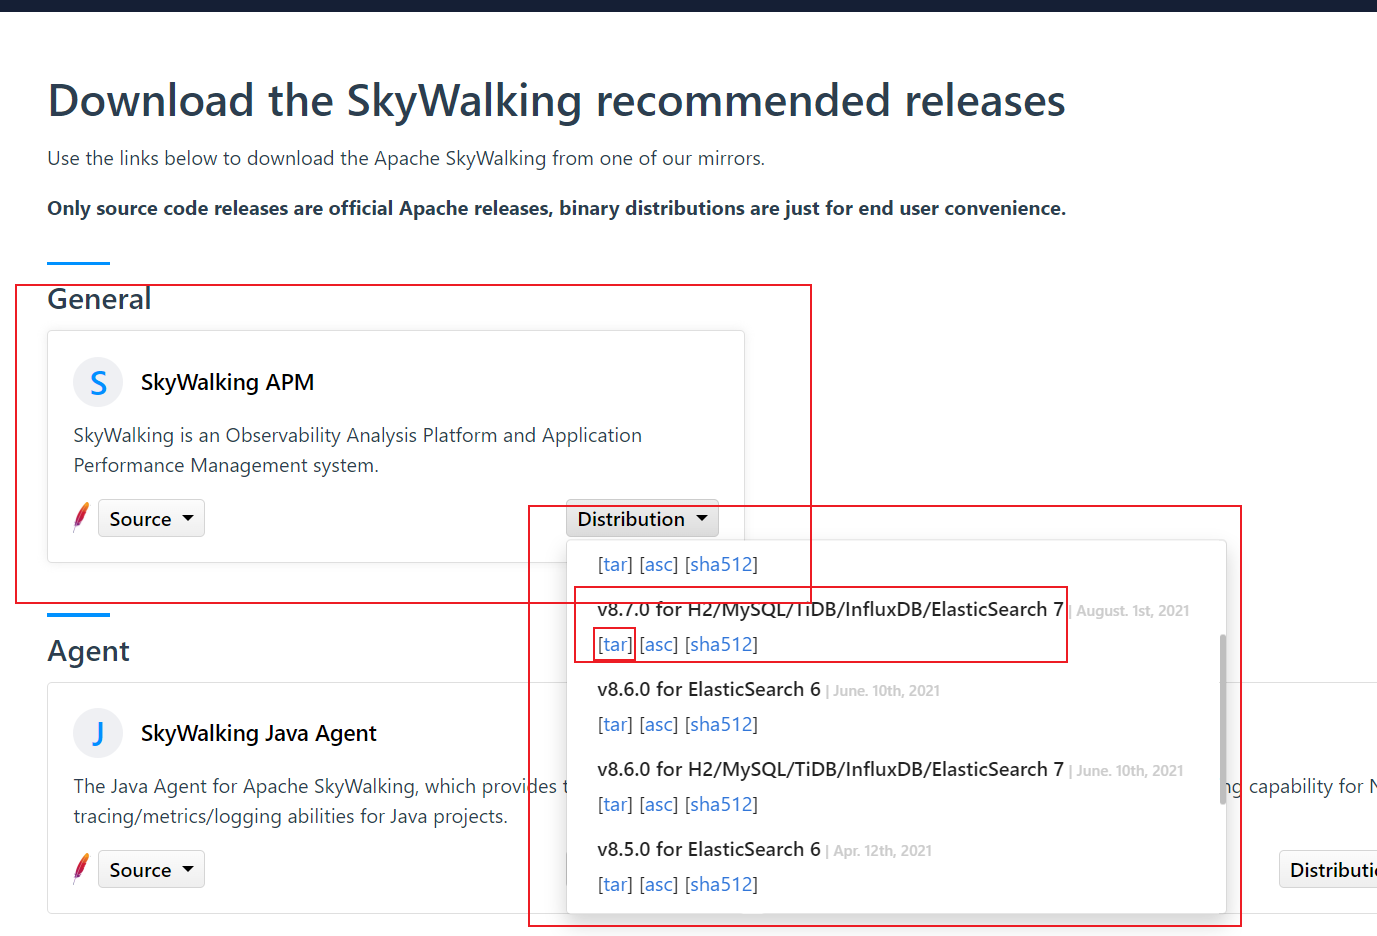 Download the SkyWalking recommended releases
Use the links below to download the Apache SkyWalking from one of our mirrors.
Only source code releases are official Apache releases, binary distributions are just for end user convenience.
General
S
SkyWalking APM
SkyWalking is an Observability Analysis Platform and Application
Performance Management system.
Source
Distribution
[tar] [asc] [sha512]
v8.7.0 for H2/MySQL/TiDB/InfluxDB/ElasticSearch 7 | August. 1st, 2021
[tar] [asc] [sha512]
v8.6.0 for ElasticSearch 6 | June. 10th, 2021
[tar] [asc] [sha512]
v8.6.0 for H2/MySQL/TiDB/InfluxDB/ElasticSearch 7 | June. 10th, 2021
[tar] [asc] [sha512]
v8.5.0 for ElasticSearch 6 | Apr. 12th, 2021
[tar] [asc] [sha512]
Agent
J
SkyWalking Java Agent
The Java Agent for Apache SkyWalking, which provides
tracing/metrics/logging abilities for Java projects.
Source
capability for